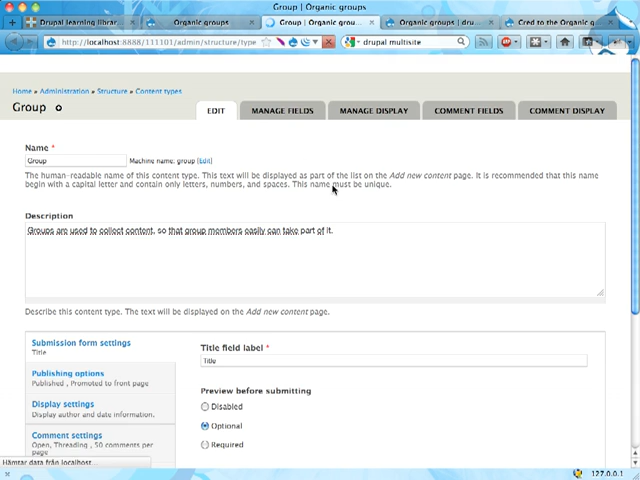 Group | Organic groups
Drupal learning librar...
Organic groups
Group | Organic grou...
Organic groups | dru...
Cred to the Organic g...
http://localhost:8888/111101/admin/structure/type
drupal multisite
Home » Administration » Structure » Content types
Group
EDIT
MANAGE FIELDS
MANAGE DISPLAY
COMMENT FIELDS
COMMENT DISPLAY
Name *
Group
Machine name: group [Edit]
The human-readable name of this content type. This text will be displayed as part of the list on the Add new content page. It is recommended that this name
begin with a capital letter and contain only letters, numbers, and spaces. This name must be unique.
Description
Groups are used to collect content, so that group members easily can take part of it.
Describe this content type. The text will be displayed on the Add new content page.
Submission form settings
Title
Publishing options
Published , Promoted to front page
Display settings
Display author and date information.
Comment settings
Open, Threading , 50 comments per
page
Title field label *
Title
Preview before submitting
Disabled
Optional
Required
Hämtar data från localhost...
127.0.0.1